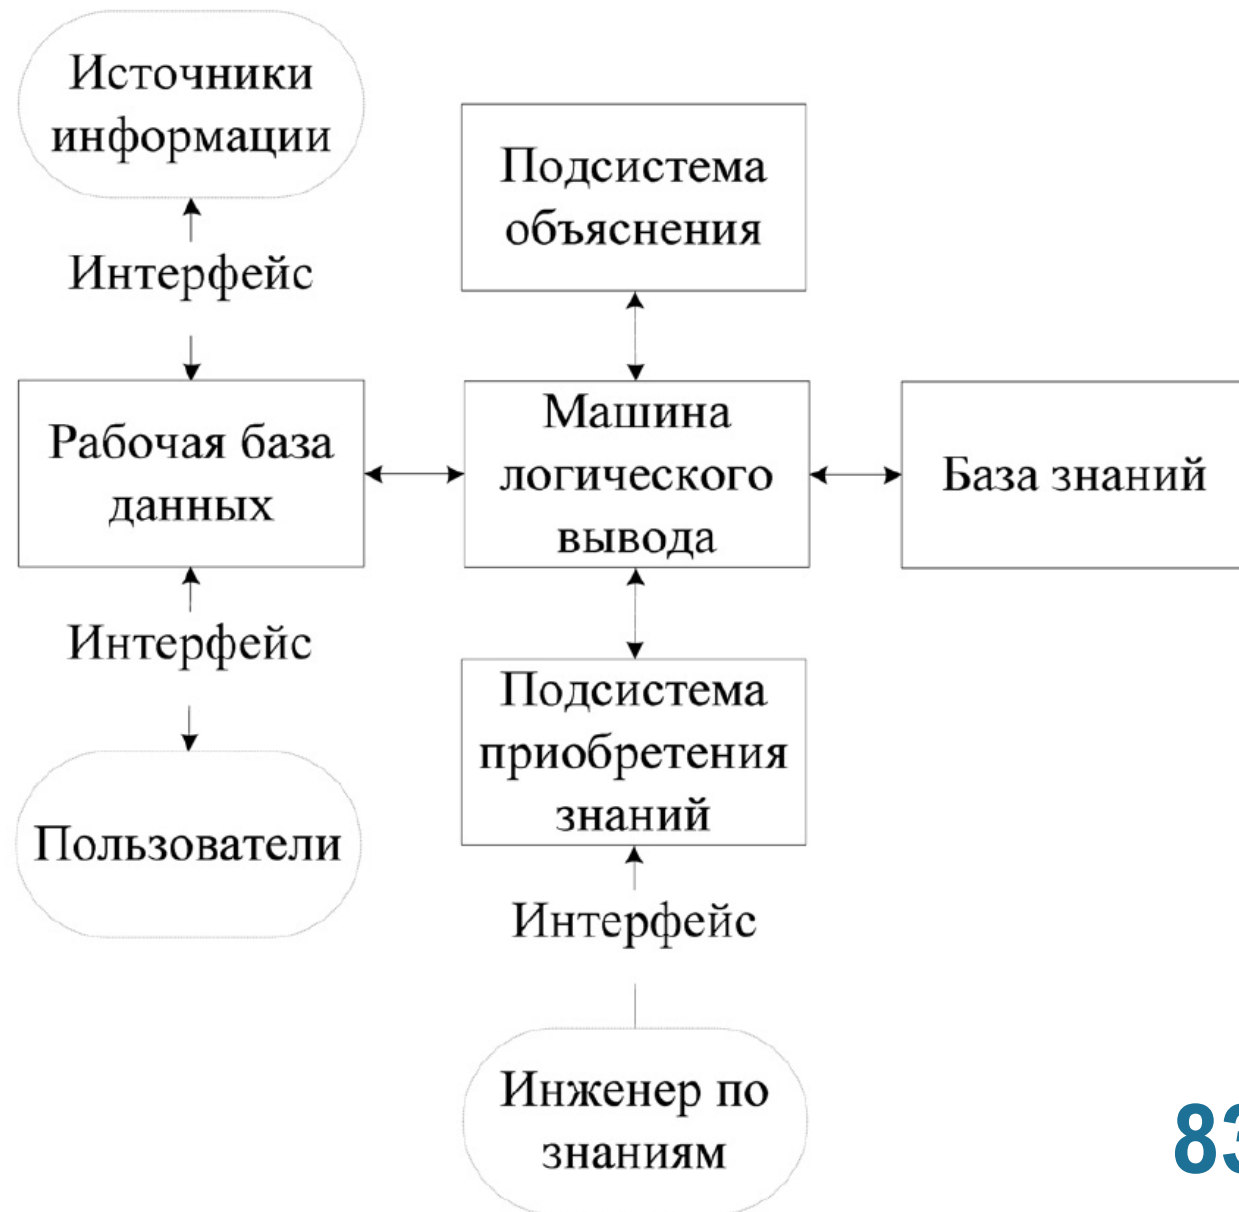 Источники
информации
Интерфейс
Подсистема
объяснения
Рабочая база
данных
Машина
логического
вывода
База знаний
Интерфейс
Пользователи
Подсистема
приобретения
знаний
Интерфейс
Инженер по
знаниям
83